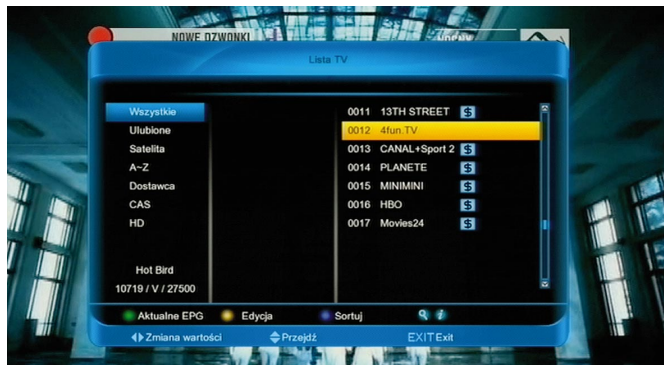 NOWE DZWONKI
Lista TV
Wszystkie
Ulubione
Satelita
A~Z
Dostawca
CAS
HD
Hot Bird
10719 / V / 27500
0011 13TH STREET $
0012 4fun.TV
0013 CANAL+Sport 2 $
0014 PLANETE $
0015 MINIMINI $
0016 HBO $
0017 Movies24 $
Aktualne EPG Edycja Sortuj i
Zmiana wartości Przejdź EXIT Exit